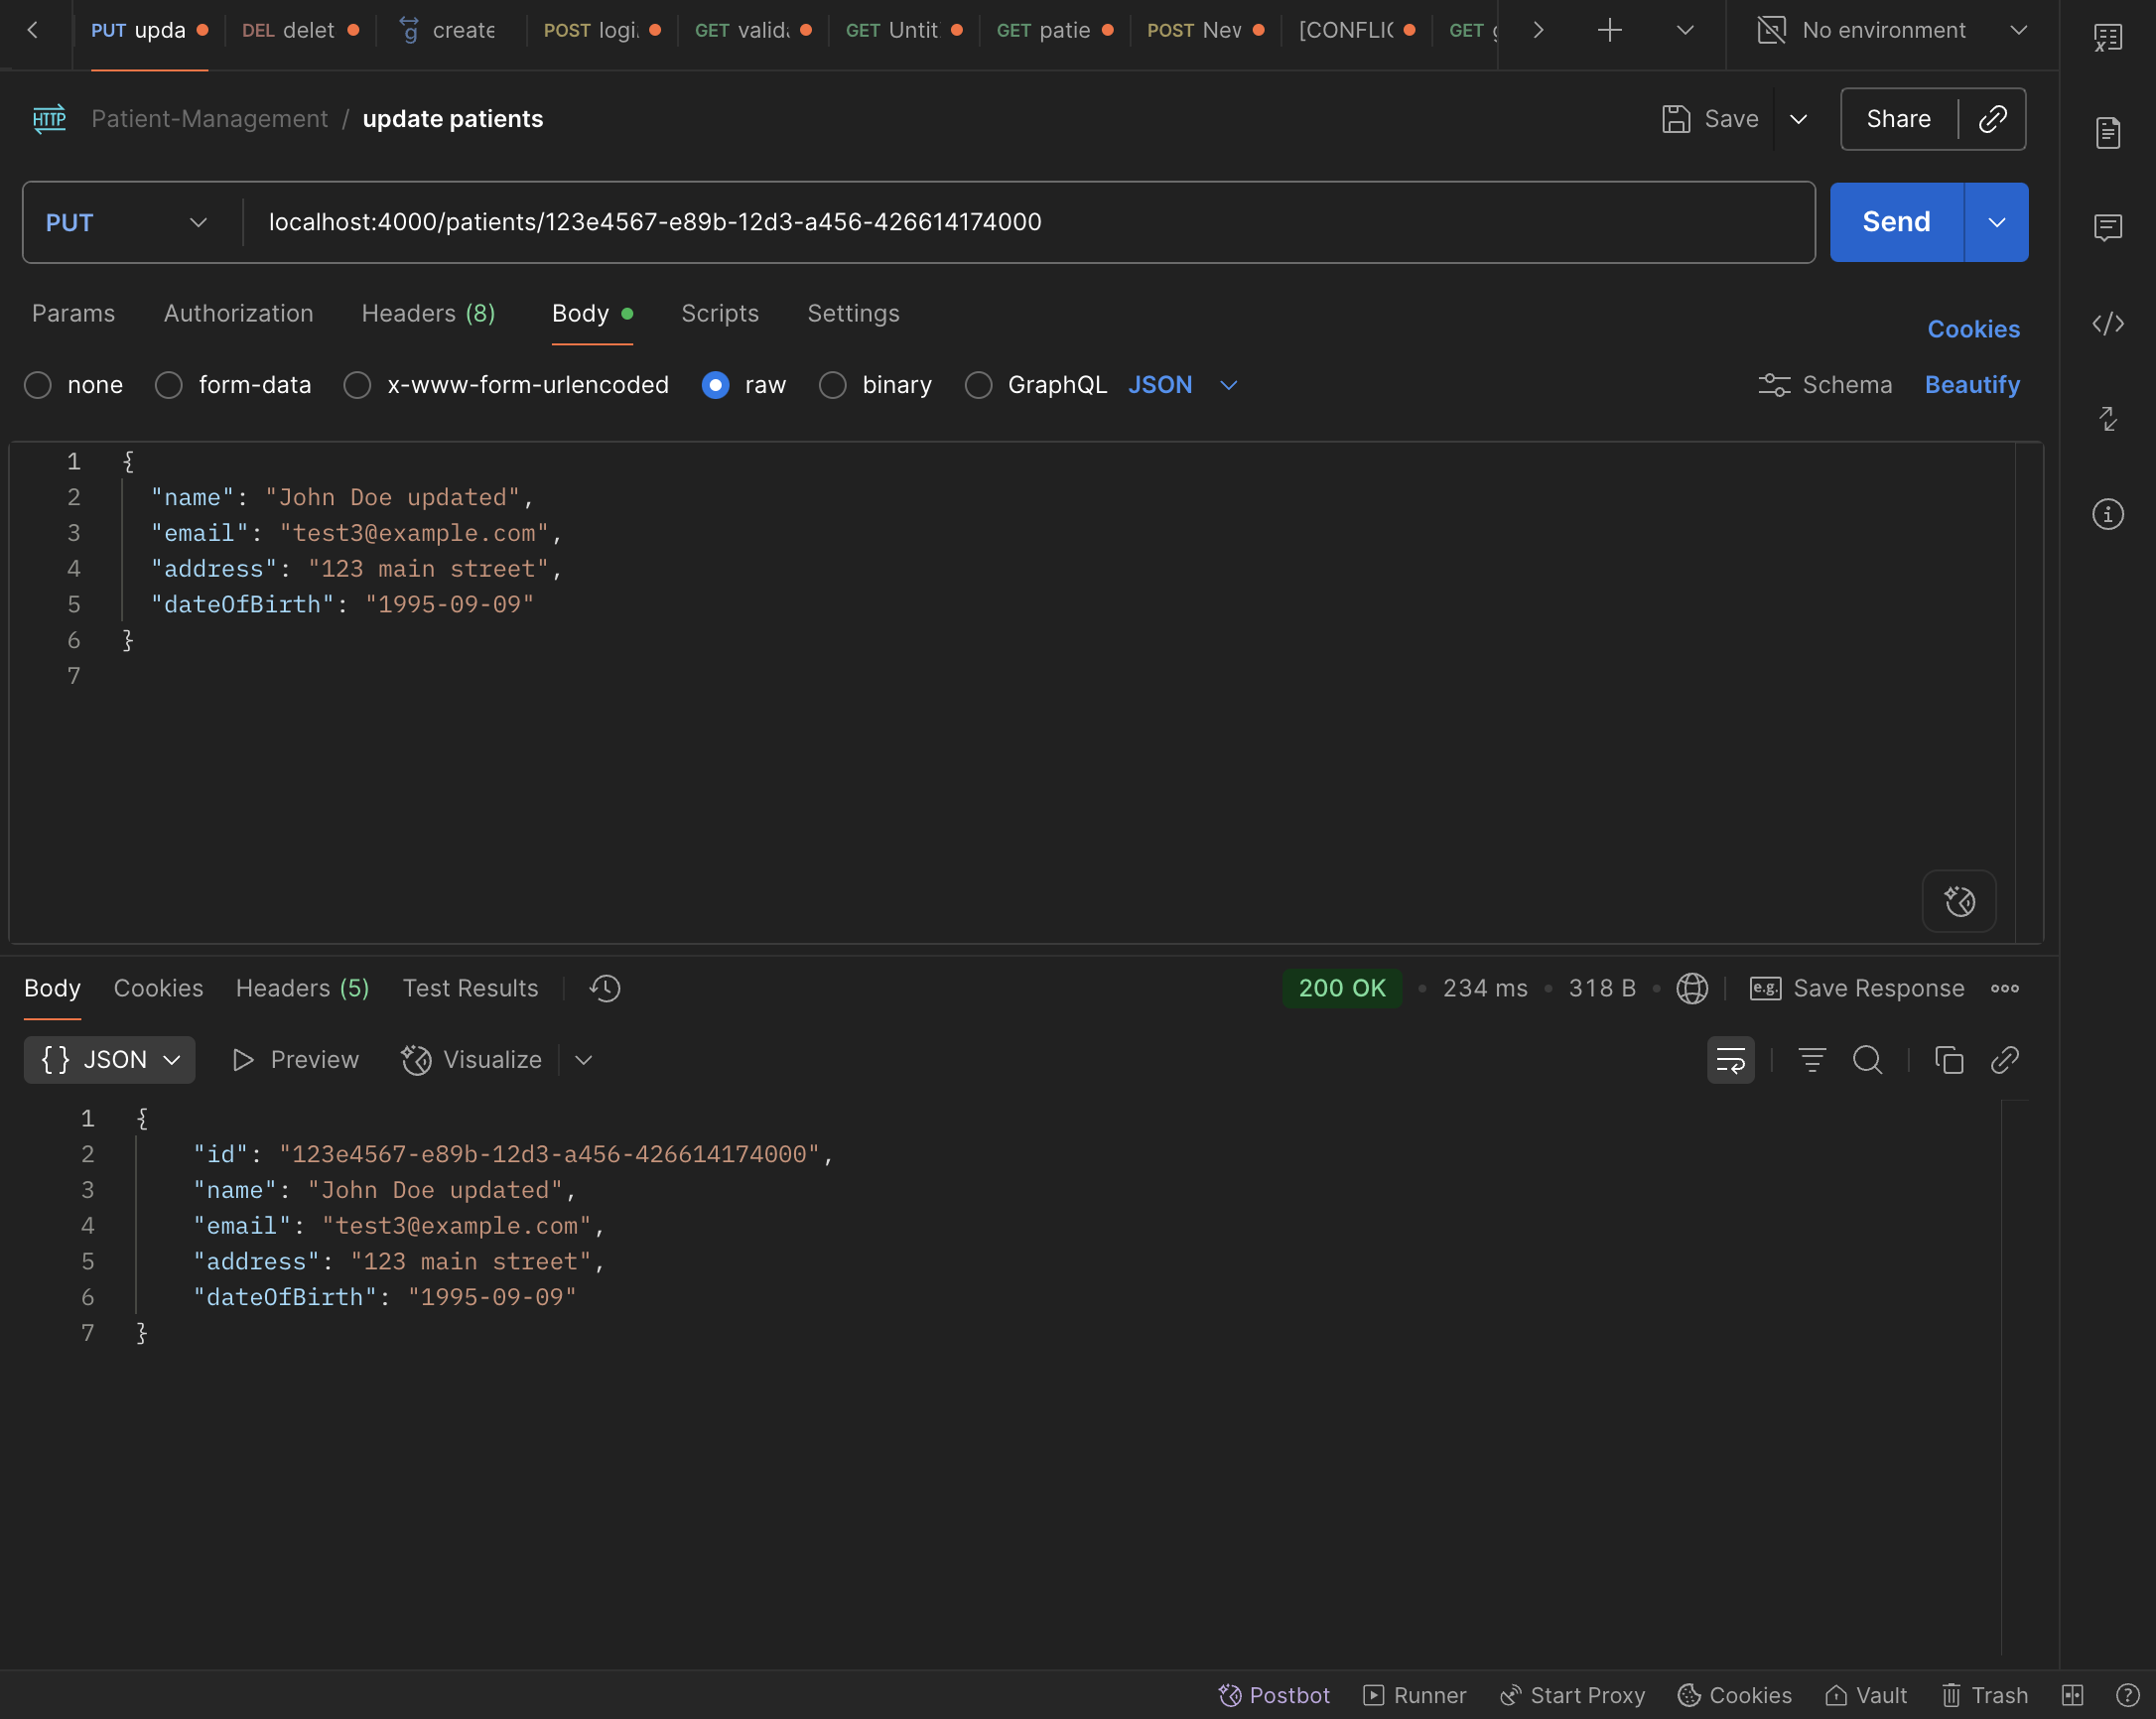 PUT upda DEL delet create POST logi GET valid GET Untit GET patie POST New [CONFLIC GET No environment
HTTP Patient-Management / update patients Save Share
PUT localhost:4000/patients/123e4567-e89b-12d3-a456-426614174000 Send
Params Authorization Headers (8) Body Scripts Settings Cookies
none form-data x-www-form-urlencoded raw binary GraphQL JSON Schema Beautify
1 {
2 "name": "John Doe updated",
3 "email": "test3@example.com",
4 "address": "123 main street",
5 "dateOfBirth": "1995-09-09"
6 }
7
Body Cookies Headers (5) Test Results 200 OK • 234 ms • 318 B • e.g. Save Response
{} JSON Preview Visualize
1 {
2 "id": "123e4567-e89b-12d3-a456-426614174000",
3 "name": "John Doe updated",
4 "email": "test3@example.com",
5 "address": "123 main street",
6 "dateOfBirth": "1995-09-09"
7 }
Postbot Runner Start Proxy Cookies Vault Trash